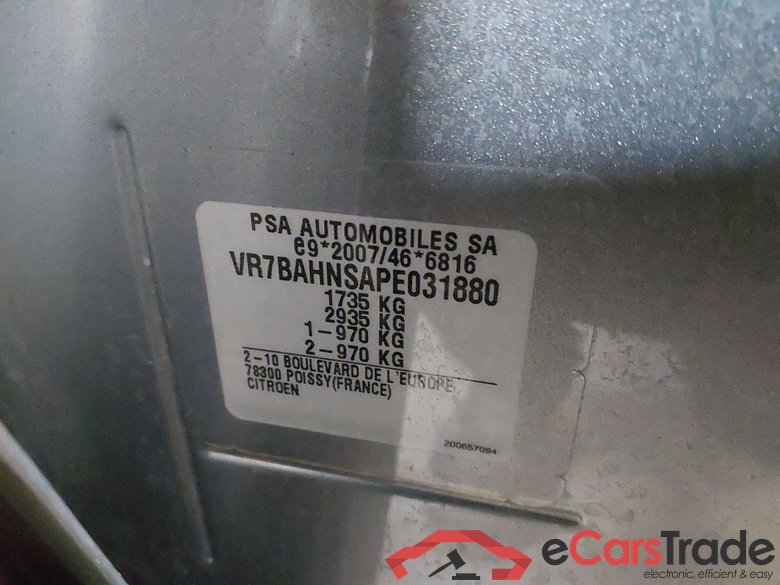 PSA AUTOMOBILES SA
e9*2007/46*6816
VR7BAHNSAPE031880
1735 KG
2935 KG
1-970 KG
2-970 KG
2-10 BOULEVARD DE L'EUROPE
78300 POISSY(FRANCE)
CITROEN
200657094
eCarsTrade
electronic, efficient & easy